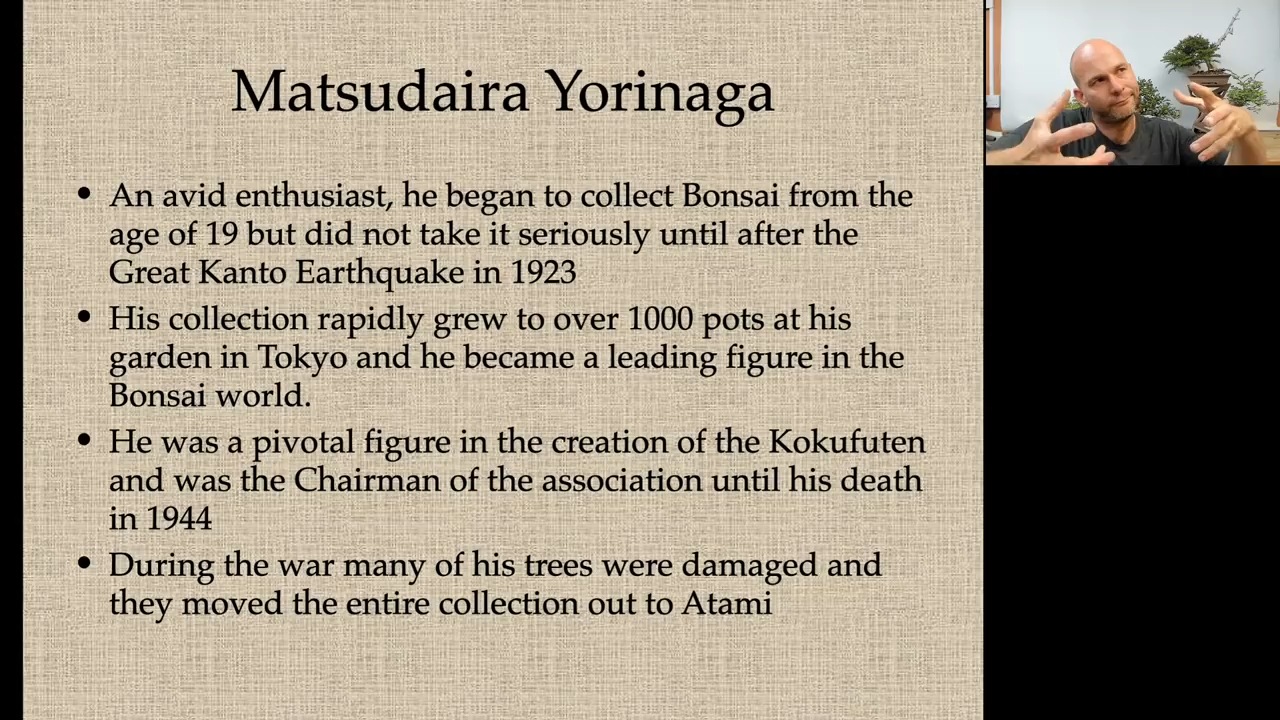 Matsudaira Yorinaga
• An avid enthusiast, he began to collect Bonsai from the
age of 19 but did not take it seriously until after the
Great Kanto Earthquake in 1923
• His collection rapidly grew to over 1000 pots at his
garden in Tokyo and he became a leading figure in the
Bonsai world.
• He was a pivotal figure in the creation of the Kokufuten
and was the Chairman of the association until his death
in 1944
• During the war many of his trees were damaged and
they moved the entire collection out to Atami